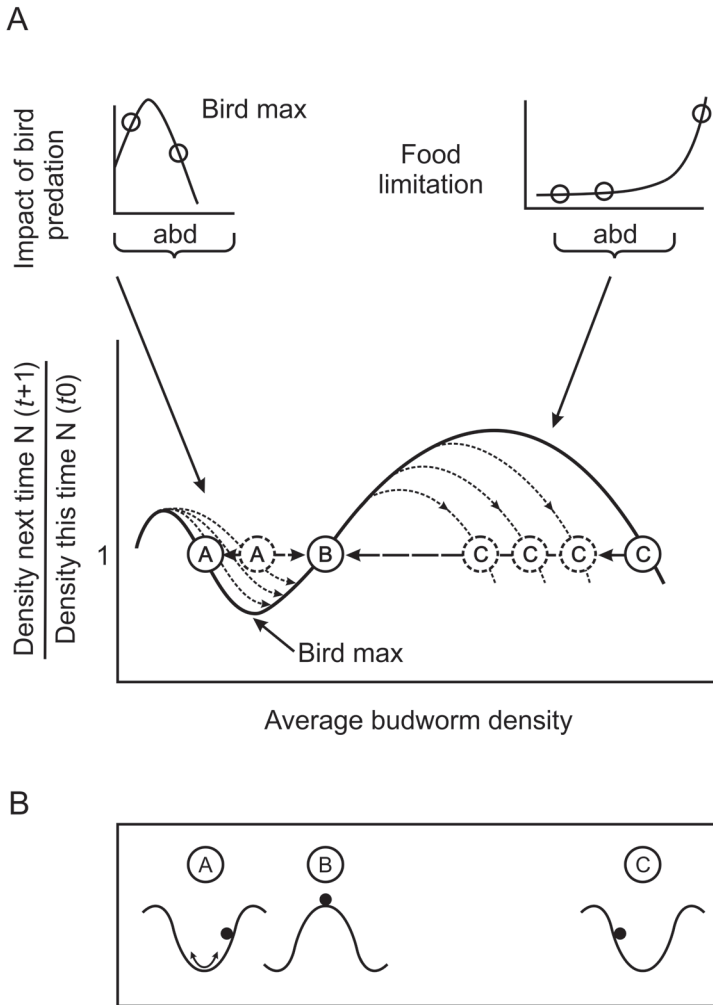 A
Bird max
Impact of bird
predation
abd
Food
limitation
abd
Density next time N (t+1)
Density this time N (t0)
1
A
A
B
C
C
C
C
Bird max
Average budworm density
B
A
B
C